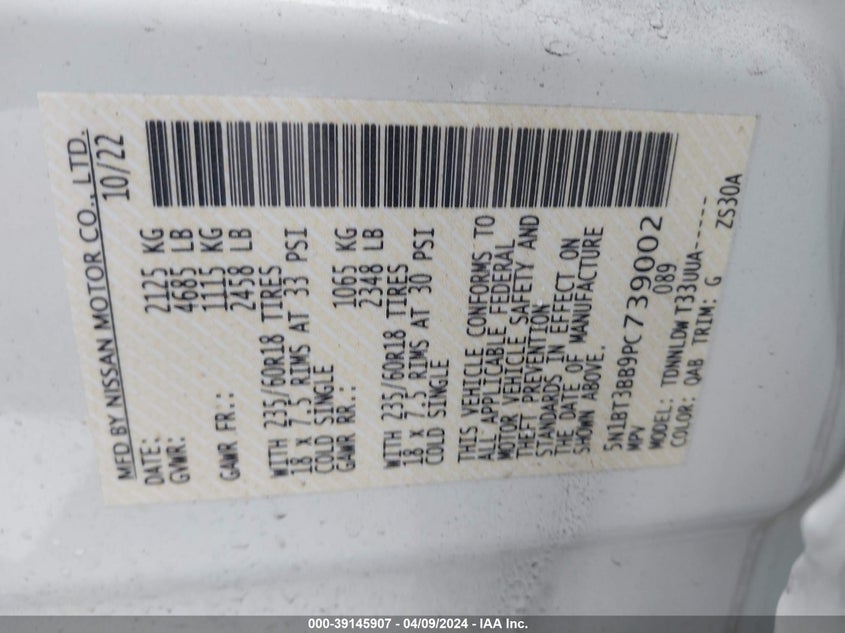 MFD BY NISSAN MOTOR CO., LTD.
DATE: 10/22
GVWR: 2125 KG
4685 LB
GAWR FR:: 1115 KG
2458 LB
WITH 235/60R18 TIRES
18 x 7.5 RIMS AT 33 PSI
COLD SINGLE
GAWR RR.: 1065 KG
2348 LB
WITH 235/60R18 TIRES
18 x 7.5 RIMS AT 30 PSI
COLD SINGLE
THIS VEHICLE CONFORMS TO
ALL APPLICABLE FEDERAL
MOTOR VEHICLE SAFETY AND
THEFT PREVENTION
STANDARDS IN EFFECT ON
THE DATE OF MANUFACTURE
SHOWN ABOVE.
5N1BT3BB9PC739002
MPV 089
MODEL: TDNNLDW T33UUA-----
COLOR: QAB TRIM: G ZS30A
000-39145907 - 04/09/2024 - IAA Inc.